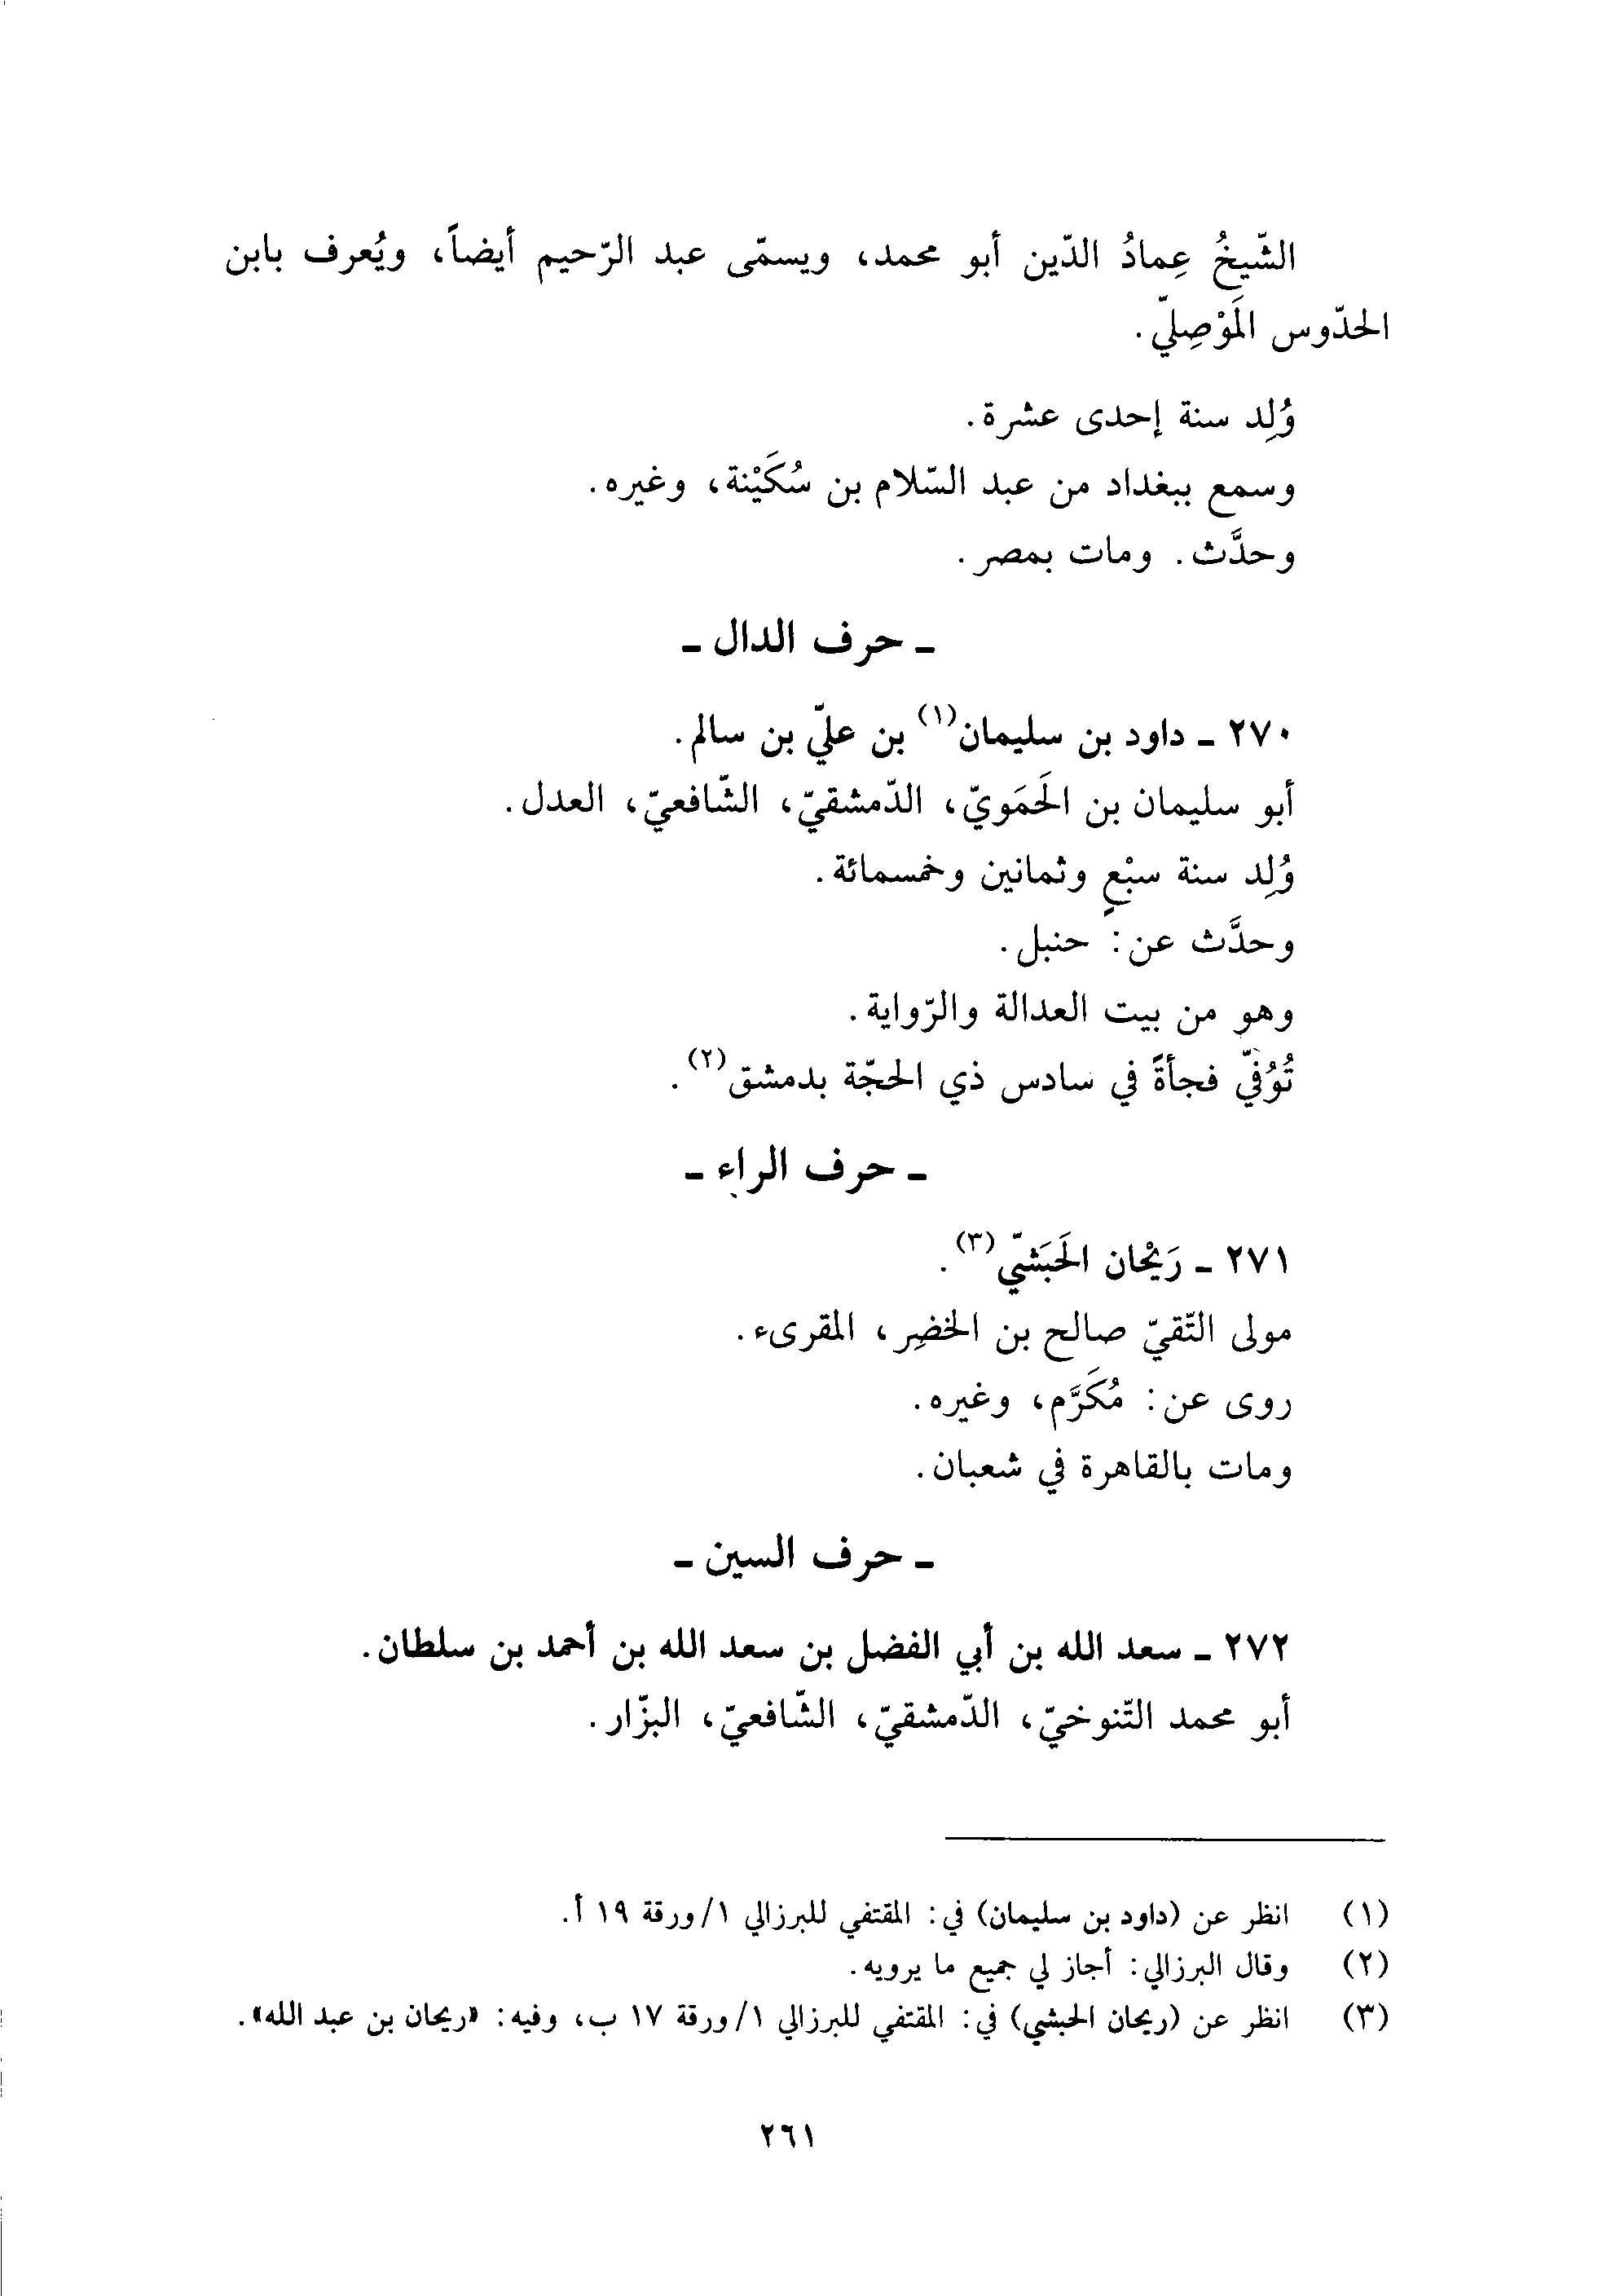 الشّيخُ عِمادُ الدّين أبو محمد، ويسمّى عبد الرّحيم أيضاً، ويُعرف بابن
الحدّوس المَوْصِليّ.
وُلِد سنة إحدى عشرة.
وسمع ببغداد من عبد السّلام بن سُكَيْنة، وغيره.
وحدَّث. ومات بمصر.
ـ حرف الدال ـ
٢٧٠ ـ داود بن سليمان(١) بن عليّ بن سالم.
أبو سليمان بن الحَمَويّ، الدّمشقيّ، الشّافعيّ، العدل.
وُلِد سنة سبْعٍ وثمانين وخمسمائة.
وحدَّث عن: حنبل.
وهو من بيت العدالة والرّواية.
تُوُفّي فجأةً في سادس ذي الحجّة بدمشق(٢).
ـ حرف الراء ـ
٢٧١ ـ رَيْحان الحَبَشيّ(٣).
مولى التّقيّ صالح بن الخضِر، المقرىء.
روى عن: مُكَرَّم، وغيره.
ومات بالقاهرة في شعبان.
ـ حرف السين ـ
٢٧٢ ـ سعد الله بن أبي الفضل بن سعد الله بن أحمد بن سلطان.
أبو محمد التّنوخيّ، الدّمشقيّ، الشّافعيّ، البزّار.
(١) انظر عن (داود بن سليمان) في: المقتفي للبرزالي ١/ورقة ١٩ أ.
(٢) وقال البرزالي: أجاز لي جميع ما يرويه.
(٣) انظر عن (ريحان الحبشي) في: المقتفي للبرزالي ١/ورقة ١٧ ب، وفيه: «ريحان بن عبد الله».
٢٦١